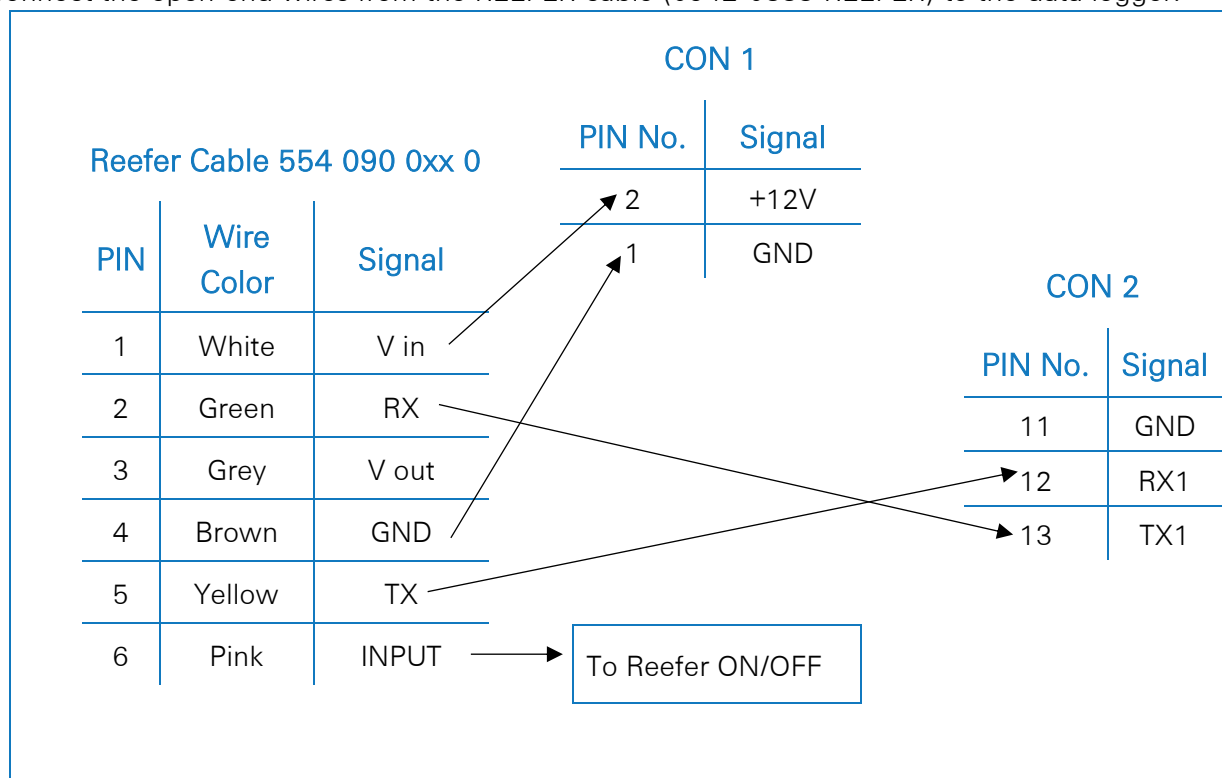 CON 1
PIN No. Signal
2 +12V
1 GND
Reefer Cable 554 090 0xx 0
PIN Wire Color Signal
1 White V in
2 Green RX
3 Grey V out
4 Brown GND
5 Yellow TX
6 Pink INPUT
To Reefer ON/OFF
CON 2
PIN No. Signal
11 GND
12 RX1
13 TX1